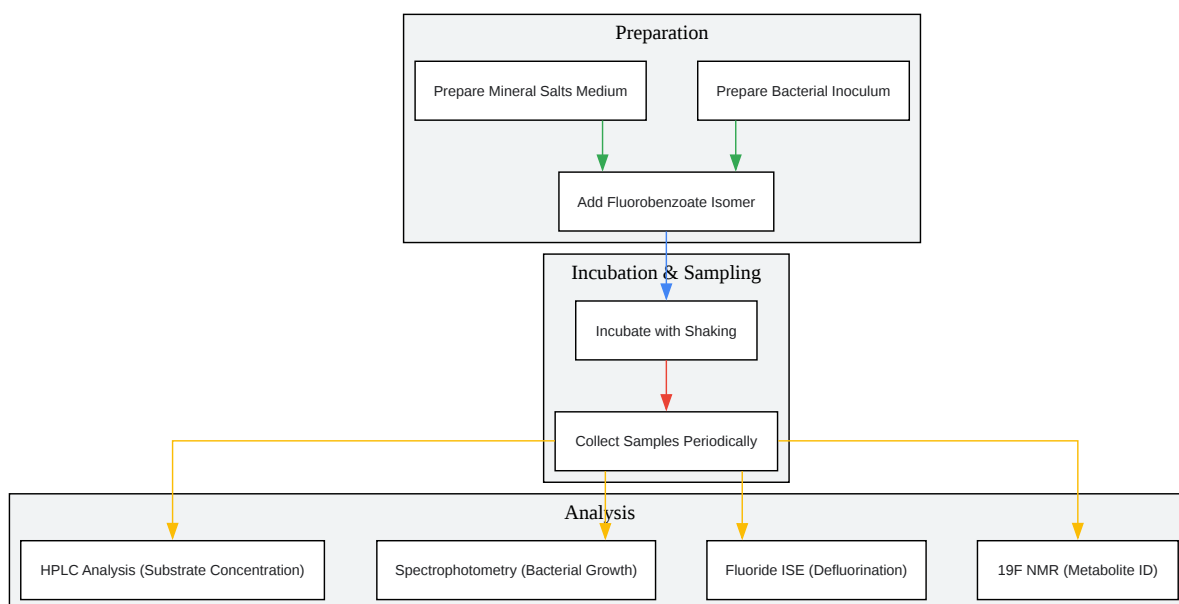 Preparation
Prepare Mineral Salts Medium
Prepare Bacterial Inoculum
Add Fluorobenzoate Isomer
Incubation & Sampling
Incubate with Shaking
Collect Samples Periodically
Analysis
HPLC Analysis (Substrate Concentration)
Spectrophotometry (Bacterial Growth)
Fluoride ISE (Defluorination)
19F NMR (Metabolite ID)